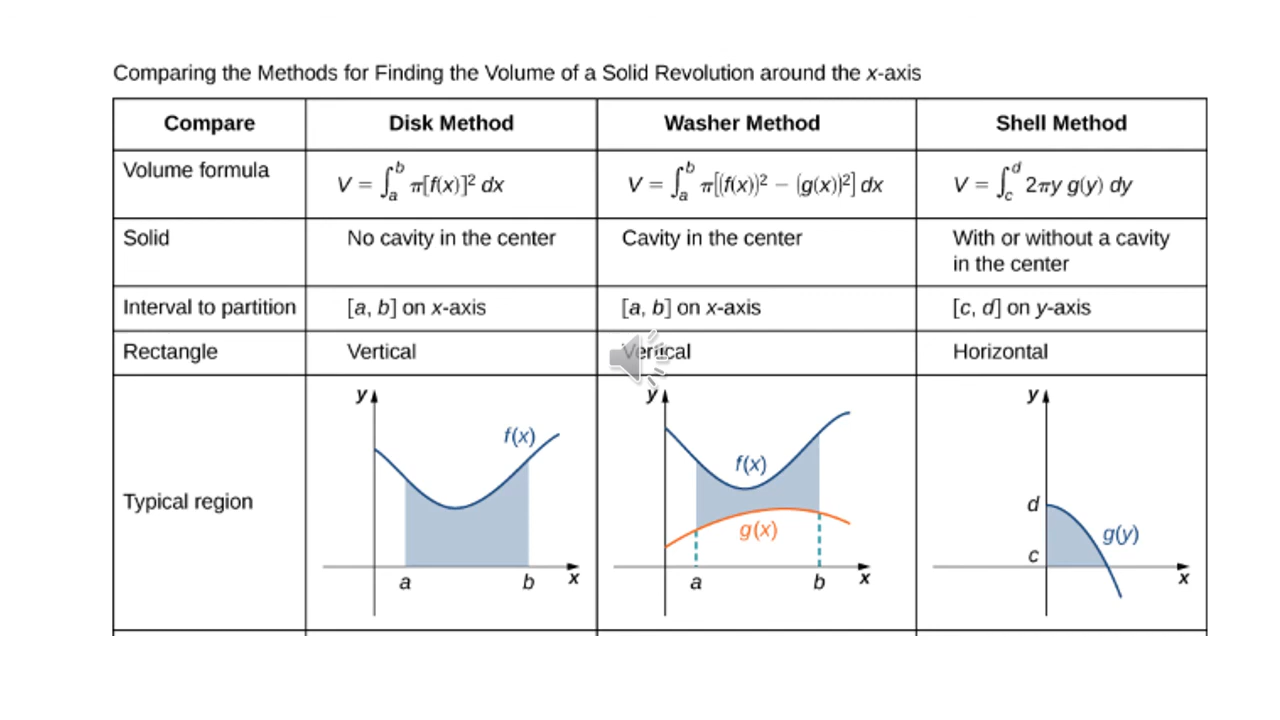 Comparing the Methods for Finding the Volume of a Solid Revolution around the x-axis
Compare Disk Method Washer Method Shell Method
Volume formula V = ∫_a^b π[f(x)]² dx V = ∫_a^b π[(f(x))² − (g(x))²] dx V = ∫_c^d 2πy g(y) dy
Solid No cavity in the center Cavity in the center With or without a cavity
in the center
Interval to partition [a, b] on x-axis [a, b] on x-axis [c, d] on y-axis
Rectangle Vertical Vertical Horizontal
Typical region
y f(x) a b x
y f(x) g(x) a b x
y d c g(y) x